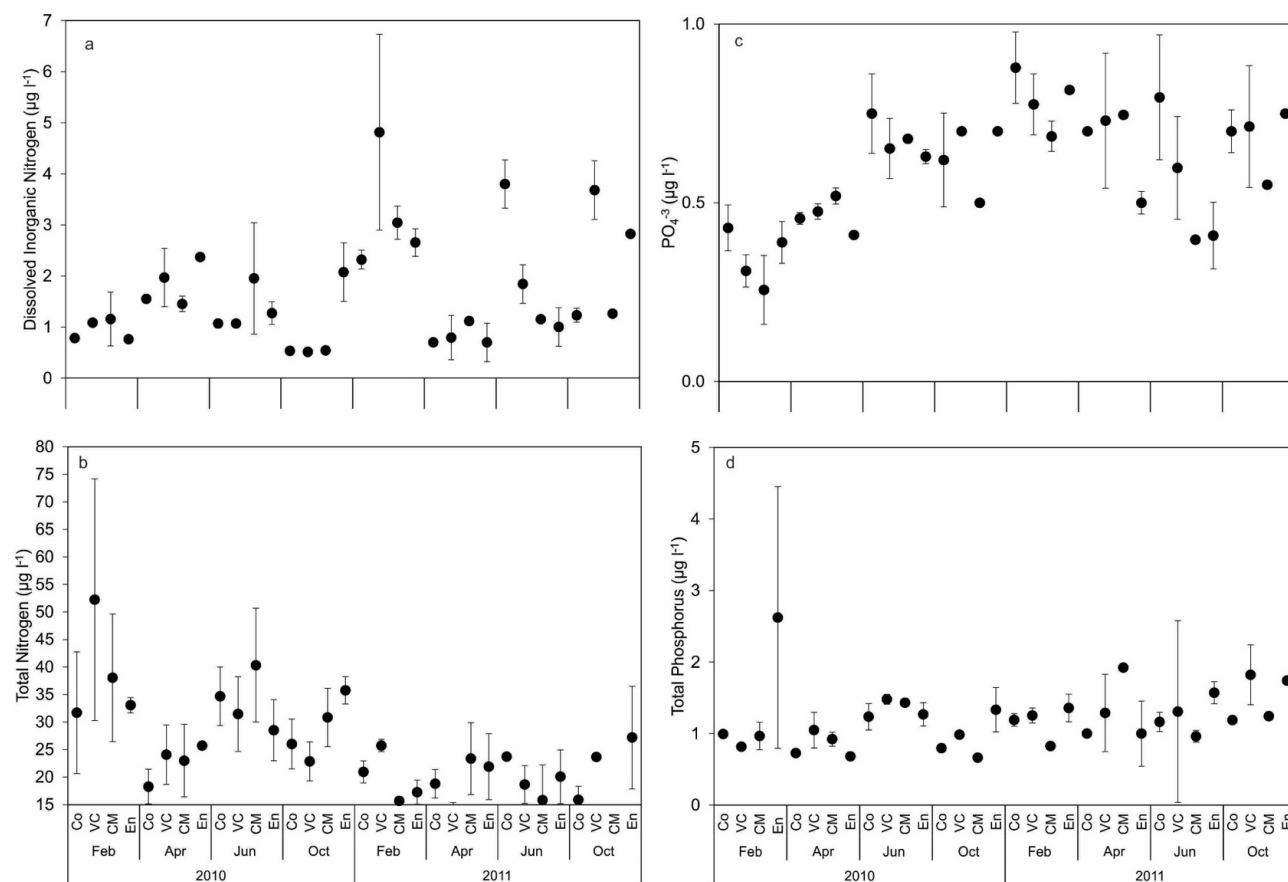 a
Dissolved Inorganic Nitrogen (µg l⁻¹)
7
6
5
4
3
2
1
0
c
PO₄⁻³ (µg l⁻¹)
1.0
0.5
0.0
b
Total Nitrogen (µg l⁻¹)
80
75
70
65
60
55
50
45
40
35
30
25
20
15
Co VC CM En Co VC CM En Co VC CM En Co VC CM En Co VC CM En Co VC CM En Co VC CM En Co VC CM En
Feb Apr Jun Oct Feb Apr Jun Oct
2010 2011
d
Total Phosphorus (µg l⁻¹)
5
4
3
2
1
0
Co VC CM En Co VC CM En Co VC CM En Co VC CM En Co VC CM En Co VC CM En Co VC CM En Co VC CM En
Feb Apr Jun Oct Feb Apr Jun Oct
2010 2011